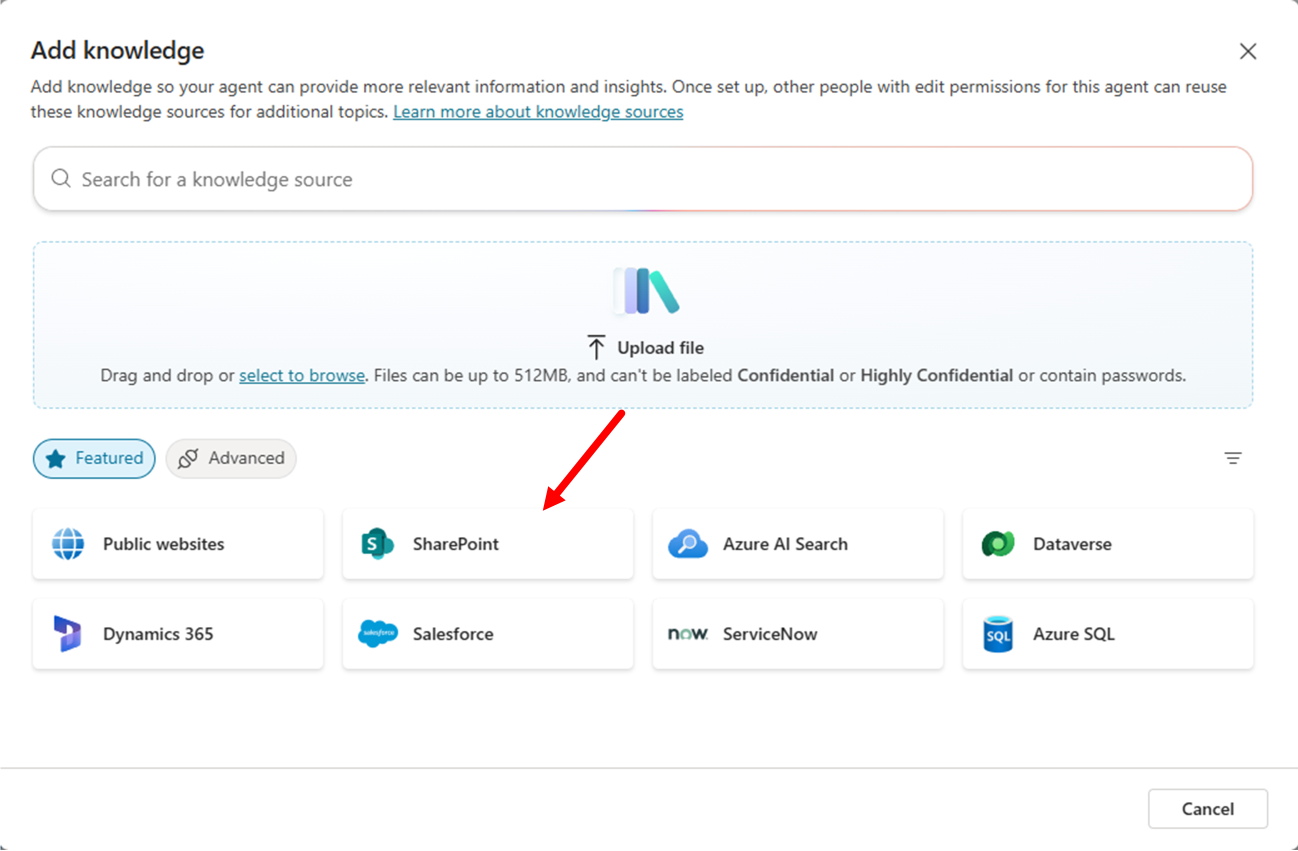 Add knowledge
Add knowledge so your agent can provide more relevant information and insights. Once set up, other people with edit permissions for this agent can reuse
these knowledge sources for additional topics. Learn more about knowledge sources
Search for a knowledge source
Upload file
Drag and drop or select to browse. Files can be up to 512MB, and can't be labeled Confidential or Highly Confidential or contain passwords.
Featured Advanced
Public websites S SharePoint Azure AI Search Dataverse
Dynamics 365 salesforce Salesforce now. ServiceNow SQL Azure SQL
Cancel